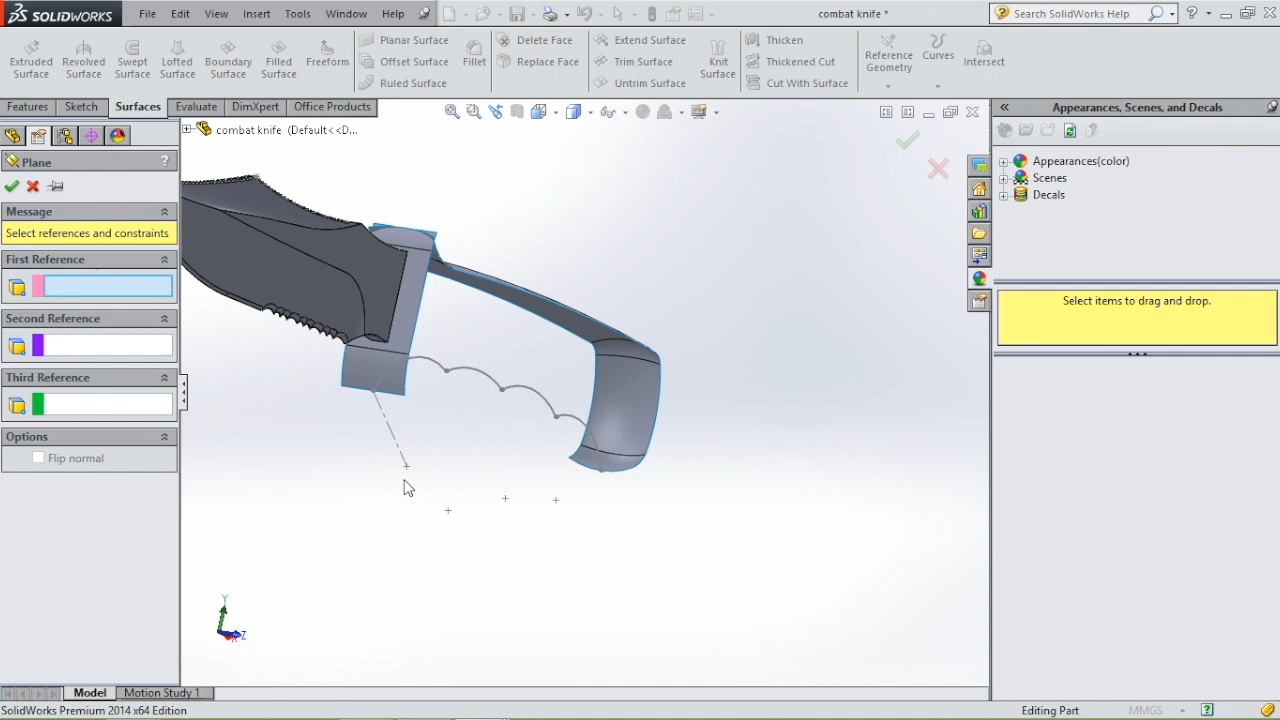 SOLIDWORKS File Edit View Insert Tools Window Help combat knife * Search SolidWorks Help
Extruded Surface Revolved Surface Swept Surface Lofted Surface Boundary Surface Filled Surface Freeform
Planar Surface
Offset Surface
Ruled Surface
Fillet
Delete Face
Replace Face
Extend Surface
Trim Surface
Untrim Surface
Knit Surface
Thicken
Thickened Cut
Cut With Surface
Reference Geometry Curves Intersect
Features Sketch Surfaces Evaluate DimXpert Office Products
combat knife (Default<<D...
Plane ?
Message
Select references and constraints
First Reference
Second Reference
Third Reference
Options
Flip normal
Y
Z
Appearances, Scenes, and Decals
Appearances(color)
Scenes
Decals
Select items to drag and drop.
Model Motion Study 1
SolidWorks Premium 2014 x64 Edition Editing Part MMGS